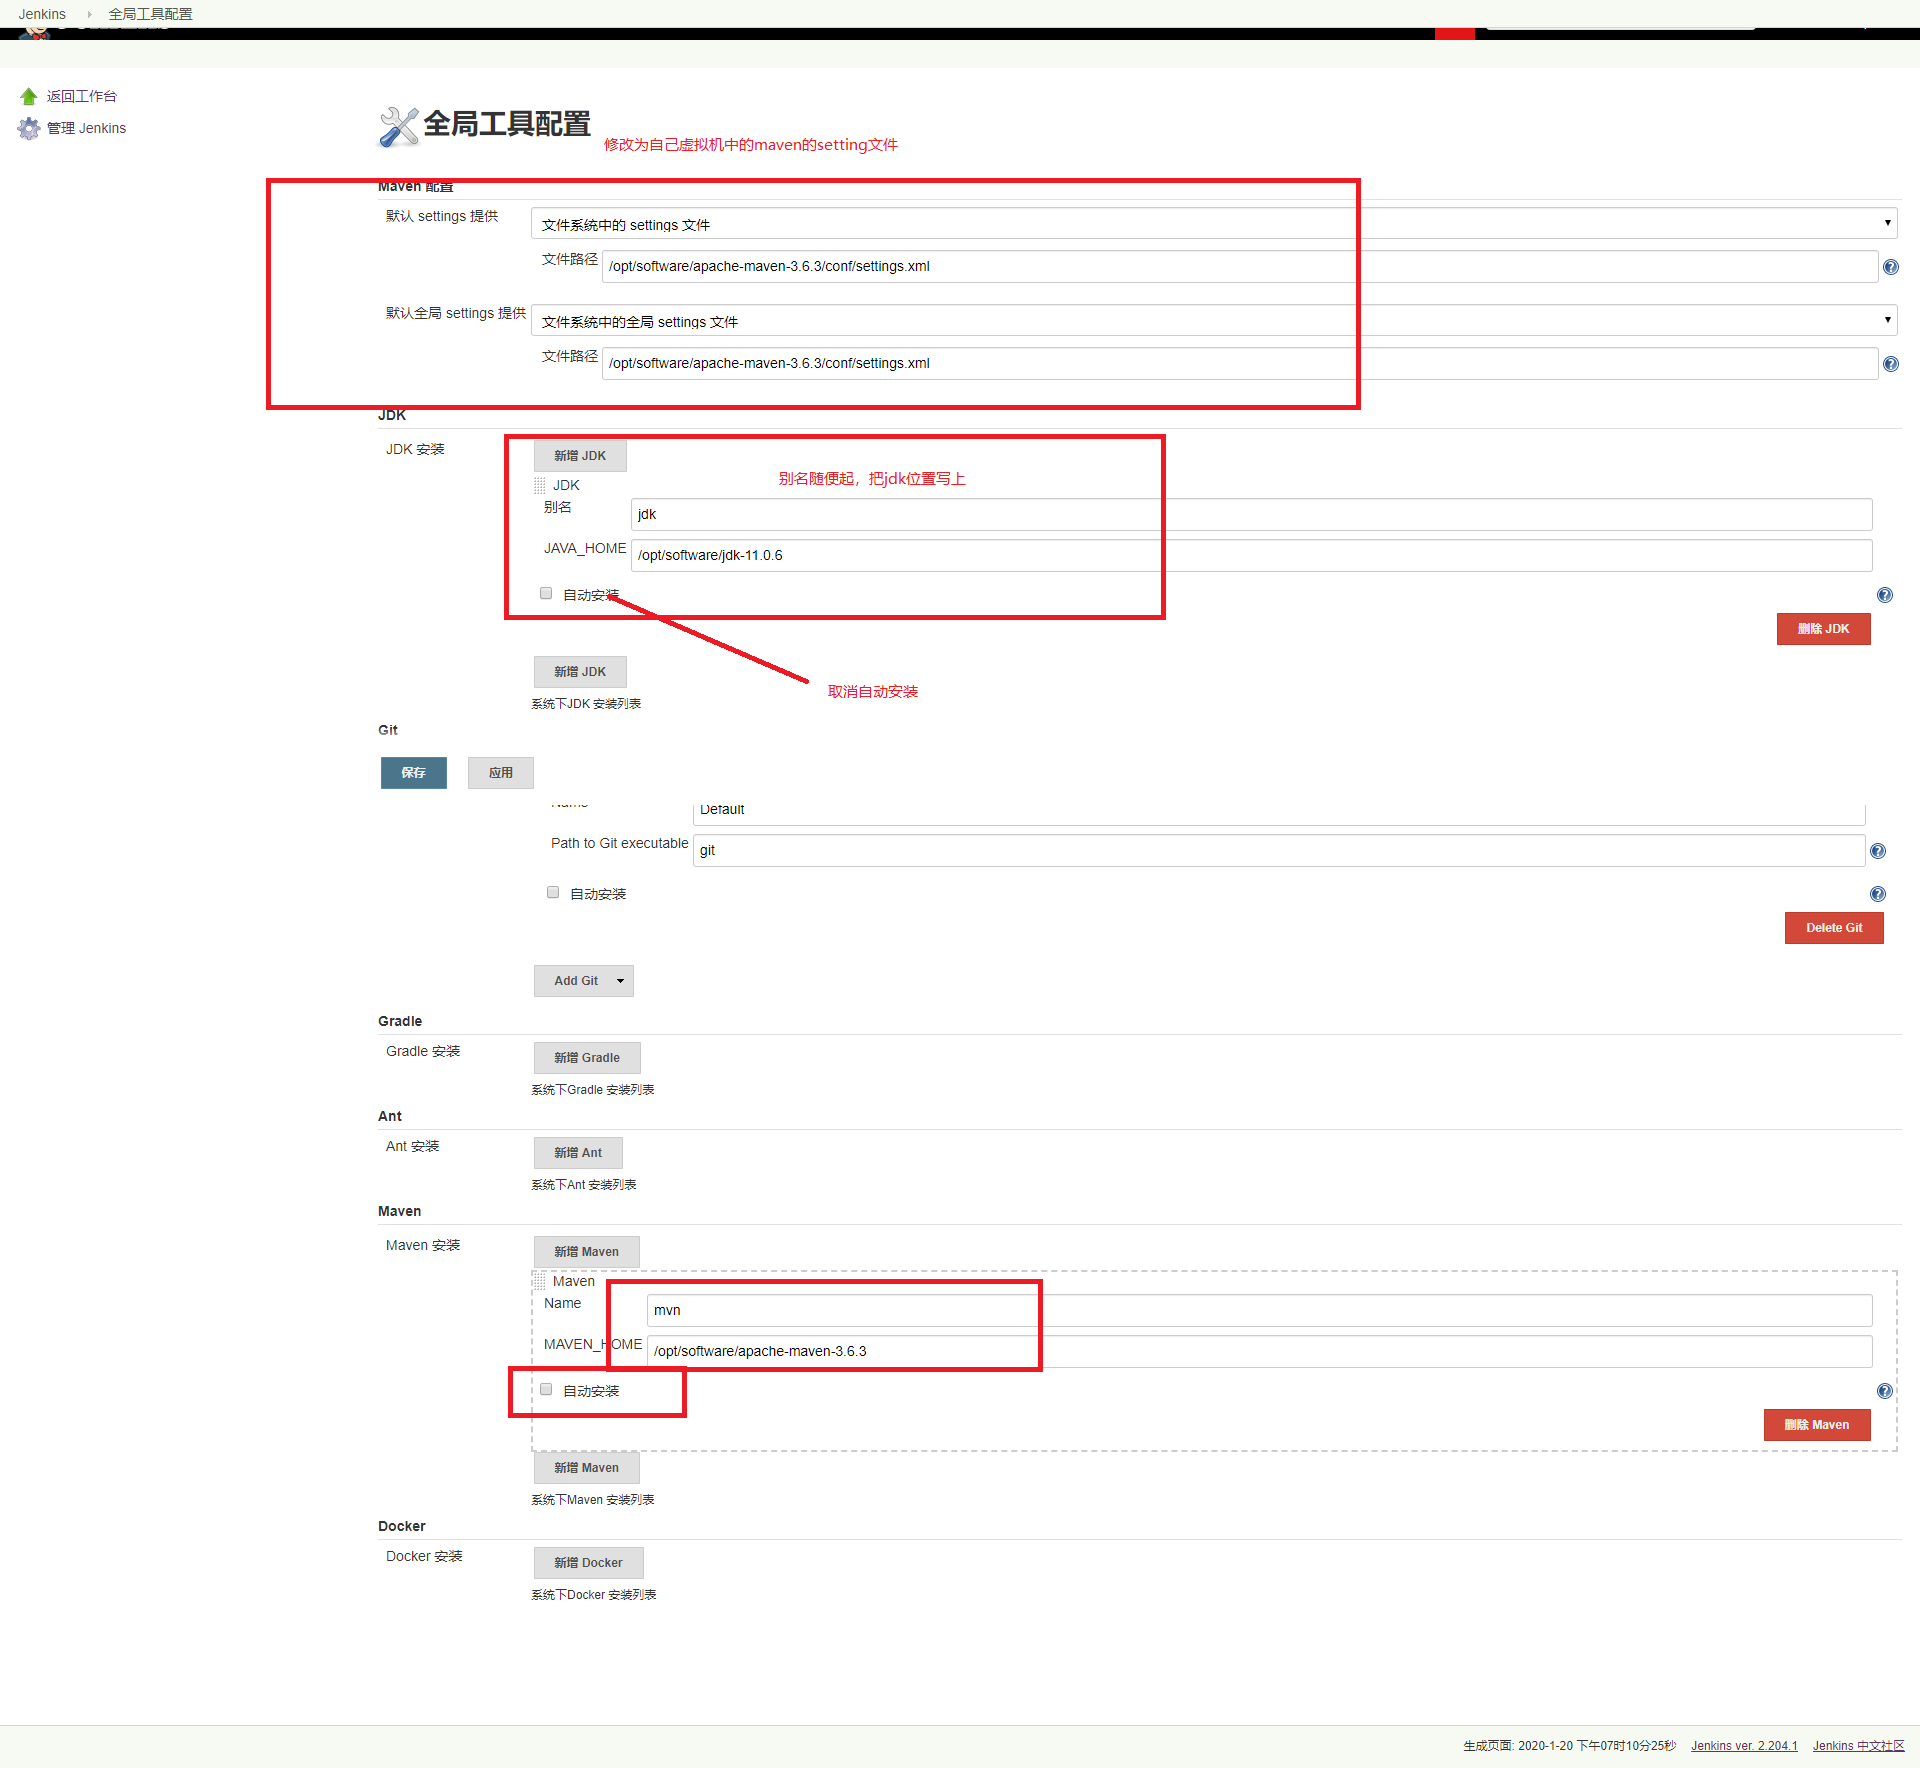 Jenkins 全局工具配置
返回工作台
管理 Jenkins
全局工具配置
修改为自己虚拟机中的maven的setting文件
Maven 配置
默认 settings 提供
文件系统中的 settings 文件
文件路径
/opt/software/apache-maven-3.6.3/conf/settings.xml
默认全局 settings 提供
文件系统中的全局 settings 文件
文件路径
/opt/software/apache-maven-3.6.3/conf/settings.xml
JDK
JDK 安装
新增 JDK
JDK
别名随便起，把jdk位置写上
别名
jdk
JAVA_HOME
/opt/software/jdk-11.0.6
自动安装
删除 JDK
新增 JDK
取消自动安装
系统下JDK 安装列表
Git
保存
应用
Name
Default
Path to Git executable
git
自动安装
Delete Git
Add Git
Gradle
Gradle 安装
新增 Gradle
系统下Gradle 安装列表
Ant
Ant 安装
新增 Ant
系统下Ant 安装列表
Maven
Maven 安装
新增 Maven
Maven
Name
mvn
MAVEN_HOME
/opt/software/apache-maven-3.6.3
自动安装
删除 Maven
新增 Maven
系统下Maven 安装列表
Docker
Docker 安装
新增 Docker
系统下Docker 安装列表
生成页面: 2020-1-20 下午07时10分25秒 Jenkins ver. 2.204.1 Jenkins 中文社区